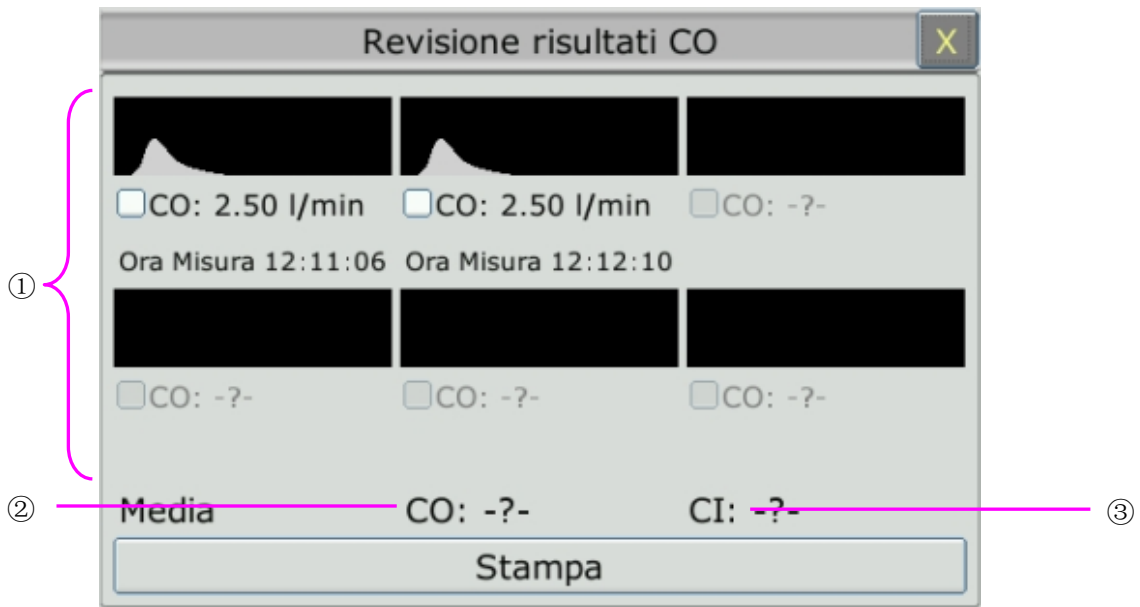 Revisione risultati CO X
CO: 2.50 l/min CO: 2.50 l/min CO: -?-
Ora Misura 12:11:06 Ora Misura 12:12:10
①
CO: -?- CO: -?- CO: -?-
② Media CO: -?- CI: -?- ③
Stampa